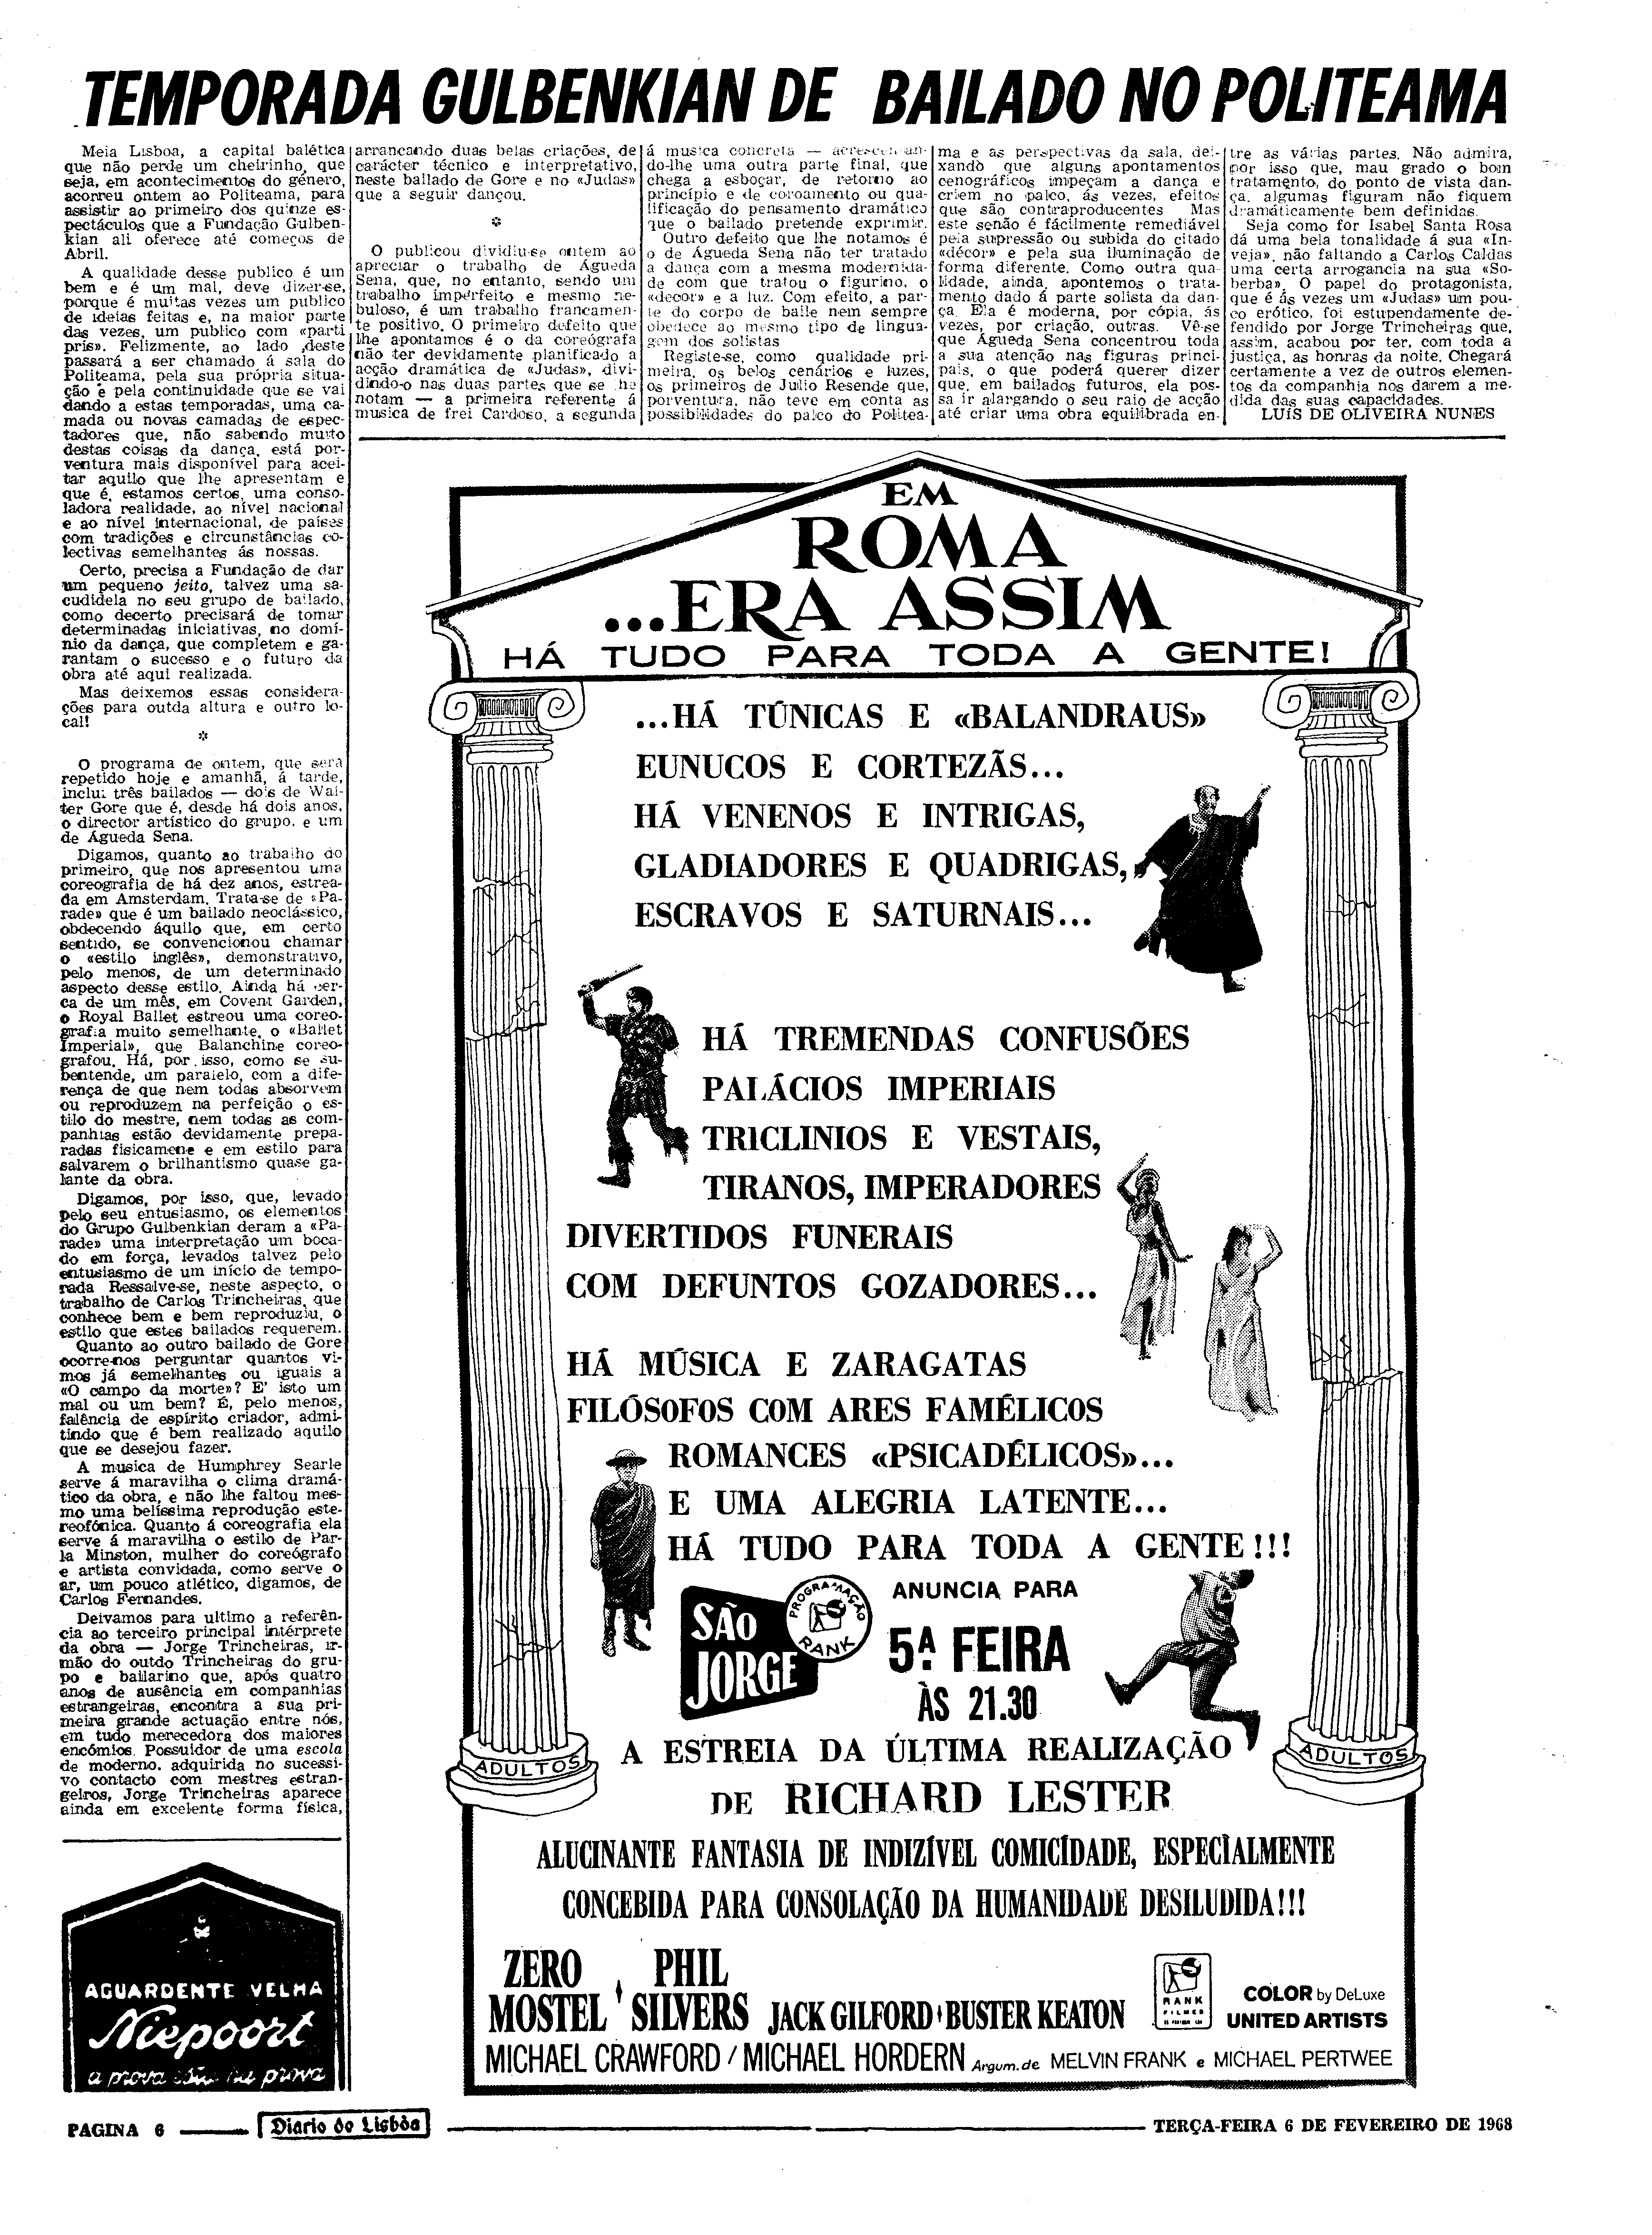 TEMPORADA GULBENKIAN DE BAILADO NO POLITEAMA
Meia Lisboa, a capital balética
que não perde um cheirinho, que
seja, em acontecimentos do género,
acorreu ontem ao Politeama, para
assistir ao primeiro dos quinze es-
pectáculos que a Fundação Gulben-
kian ali oferece até começos de
Abril.
A qualidade desse publico é um
bem e é um mal, deve dizer-se,
porque é muitas vezes um publico
de ideias feitas e, na maior parte
das vezes, um publico com «parti
pris». Felizmente, ao lado deste
passará a ser chamado á sala do
Politeama, pela sua própria situa-
ção e pela continuidade que se vai
dando a estas temporadas, uma ca-
mada ou novas camadas de espec-
tadores que, não sabendo muito
destas coisas da dança, está por-
ventura mais disponível para acei-
tar aquilo que lhe apresentam e
que é, estamos certos, uma conso-
ladora realidade, ao nível nacional
e ao nível internacional, de países
com tradições e circunstâncias co-
lectivas semelhantes ás nossas.
Certo, precisa a Fundação de dar
um pequeno jeito, talvez uma sa-
cudidela no seu grupo de bailado,
como decerto precisará de tomar
determinadas iniciativas, no domí-
nio da dança, que completem e ga-
rantam o sucesso e o futuro da
obra até aqui realizada.
Mas deixemos essas considera-
ções para outda altura e outro lo-
cal!
*
O programa de ontem, que será
repetido hoje e amanhã, á tarde,
inclui três bailados — dois de Wal-
ter Gore que é, desde há dois anos,
o director artístico do grupo. e um
de Águeda Sena.
Digamos, quanto ao trabalho do
primeiro, que nos apresentou uma
coreografia de há dez anos, estrea-
da em Amsterdam. Trata-se de «Pa-
rade» que é um bailado neoclássico,
obdecendo áquilo que, em certo
sentido, se convencionou chamar
o «estilo inglês», demonstrativo,
pelo menos, de um determinado
aspecto desse estilo. Ainda há cer-
ca de um mês, em Covent Garden,
o Royal Ballet estreou uma coreo-
grafia muito semelhante, o «Ballet
Imperial», que Balanchine coreo-
grafou. Há, por isso, como se su-
bentende, um paralelo, com a dife-
rença de que nem todas absorvem
ou reproduzem na perfeição o es-
tilo do mestre, nem todas as com-
panhias estão devidamente prepa-
radas fisicamene e em estilo para
salvarem o brilhantismo quase ga-
lante da obra.
Digamos, por isso, que, levado
pelo seu entusiasmo, os elementos
do Grupo Gulbenkian deram a «Pa-
rade» uma interpretação um boca-
do em força, levados talvez pelo
entusiasmo de um início de tempo-
rada Ressalve-se, neste aspecto, o
trabalho de Carlos Trincheiras, que
conhece bem e bem reproduziu, o
estilo que estes bailados requerem.
Quanto ao outro bailado de Gore
ocorre-nos perguntar quantos vi-
mos já semelhantes ou iguais a
«O campo da morte»? E' isto um
mal ou um bem? É, pelo menos,
falência de espírito criador, admi-
tindo que é bem realizado aquilo
que se desejou fazer.
A musica de Humphrey Searle
serve á maravilha o clima dramá-
tico da obra, e não lhe faltou mes-
mo uma belíssima reprodução este-
reofónica. Quanto á coreografia ela
serve á maravilha o estilo de Par-
la Minston, mulher do coreógrafo
e artista convidada, como serve o
ar, um pouco atlético, digamos, de
Carlos Fernandes.
Deivamos para ultimo a referên-
cia ao terceiro principal intérprete
da obra — Jorge Trincheiras, ir-
mão do outdo Trincheiras do gru-
po e bailarino que, após quatro
anos de ausência em companhias
estrangeiras, encontra a sua pri-
meira grande actuação entre nós,
em tudo merecedora dos maiores
encómios. Possuidor de uma escola
de moderno. adquirida no sucessi-
vo contacto com mestres estran-
geiros, Jorge Trincheiras aparece
ainda em excelente forma física,
arrancando duas belas criações, de
carácter técnico e interpretativo,
neste bailado de Gore e no «Judas»
que a seguir dançou.
*
O publicou dividiu-se ontem ao
apreciar o trabalho de Águeda
Sena, que, no entanto, sendo um
trabalho imperfeito e mesmo ne-
buloso, é um trabalho francamen-
te positivo. O primeiro defeito que
lhe apontamos é o da coreógrafa
não ter devidamente planificado a
acção dramática de «Judas», divi-
dindo-o nas duas partes que se he
notam — a primeira referente á
musica de frei Cardoso, a segunda
á musica concreta — acrescentan-
do-lhe uma outra parte final, que
chega a esboçar, de retorno ao
princípio e de coroamento ou qua-
lificação do pensamento dramático
que o bailado pretende exprimir.
Outro defeito que lhe notamos é
o de Águeda Sena não ter tratado
a dança com a mesma modernida-
de com que tratou o figurino, o
«decor» e a luz. Com efeito, a par-
te do corpo de baile nem sempre
obedece ao mesmo tipo de lingua-
gem dos solistas
Registe-se, como qualidade pri-
meira, os belos cenários e luzes,
os primeiros de Julio Resende que,
porventura, não teve em conta as
possibilidades do palco do Politea-
ma e as perspectivas da sala, dei-
xando que alguns apontamentos
cenográficos impeçam a dança e
criem no palco, ás vezes, efeitos
que são contraproducentes Mas
este senão é fàcilmente remediável
pela supressão ou subida do citado
«décor» e pela sua iluminação de
forma diferente. Como outra qua-
lidade, ainda, apontemos o trata-
mento dado á parte solista da dan-
ça. Ela é moderna, por cópia, ás
vezes, por criação, outras. Vê-se
que Águeda Sena concentrou toda
a sua atenção nas figuras princi-
pais, o que poderá querer dizer
que, em bailados futuros, ela pos-
sa ir alargando o seu raio de acção
até criar uma obra equilibrada en-
tre as várias partes. Não admira,
por isso que, mau grado o bom
tratamento, do ponto de vista dan-
ça, algumas figuram não fiquem
dramáticamente bem definidas.
Seja como for Isabel Santa Rosa
dá uma bela tonalidade á sua «In-
veja», não faltando a Carlos Caldas
uma certa arrogancia na sua «So-
berba». O papel do protagonista,
que é ás vezes um «Judas» um pou-
co erótico, foi estupendamente de-
fendido por Jorge Trincheiras que,
assim, acabou por ter, com toda a
justiça, as honras da noite. Chegará
certamente a vez de outros elemen-
tos da companhia nos darem a me-
dida das suas capacidades.
LUÍS DE OLIVEIRA NUNES
EM
ROMA
...ERA ASSIM
HÁ TUDO PARA TODA A GENTE!
...HÁ TÚNICAS E «BALANDRAUS»
EUNUCOS E CORTEZÃS...
HÁ VENENOS E INTRIGAS,
GLADIADORES E QUADRIGAS,
ESCRAVOS E SATURNAIS...
HÁ TREMENDAS CONFUSÕES
PALÁCIOS IMPERIAIS
TRICLINIOS E VESTAIS,
TIRANOS, IMPERADORES
DIVERTIDOS FUNERAIS
COM DEFUNTOS GOZADORES...
HÁ MÚSICA E ZARAGATAS
FILÓSOFOS COM ARES FAMÉLICOS
ROMANCES «PSICADÉLICOS»...
E UMA ALEGRIA LATENTE...
HÁ TUDO PARA TODA A GENTE!!!
SÃO
JORGE
PROGRAMAÇÃO
RANK
ANUNCIA PARA
5ª FEIRA
ÀS 21.30
A ESTREIA DA ÚLTIMA REALIZAÇÃO
DE RICHARD LESTER
ADULTOS
ADULTOS
ALUCINANTE FANTASIA DE INDIZÍVEL COMICIDADE, ESPECIALMENTE
CONCEBIDA PARA CONSOLAÇÃO DA HUMANIDADE DESILUDIDA!!!
ZERO MOSTEL, PHIL SILVERS JACK GILFORD, BUSTER KEATON
MICHAEL CRAWFORD / MICHAEL HORDERN Argum. de MELVIN FRANK e MICHAEL PERTWEE
RANK
FILMES
COLOR by DeLuxe
UNITED ARTISTS
AGUARDENTE VELHA
Niepoort
a prova
prova
PAGINA 6
Diario de Lisbôa
TERÇA-FEIRA 6 DE FEVEREIRO DE 1968